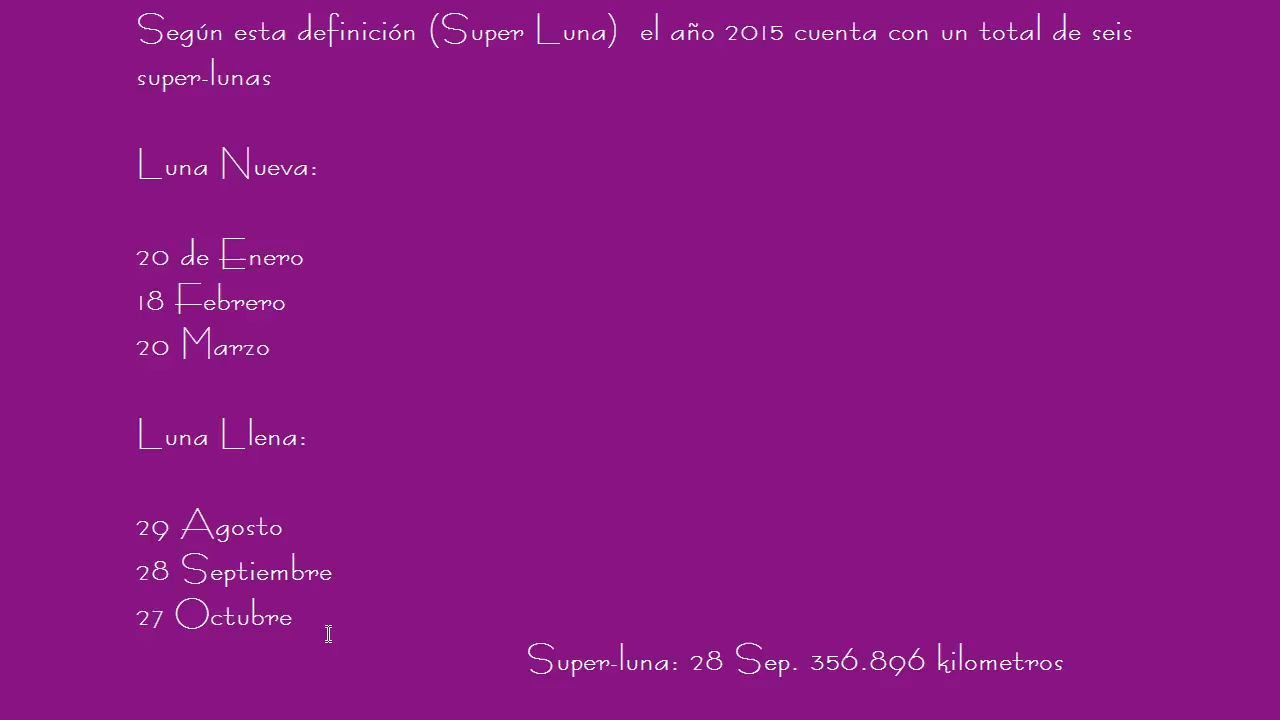 Según esta definición (Super Luna)  el año 2015 cuenta con un total de seis
super-lunas
Luna Nueva:
20 de Enero
18 Febrero
20 Marzo
Luna Llena:
29 Agosto
28 Septiembre
27 Octubre
Super-luna: 28 Sep. 356.896 kilometros